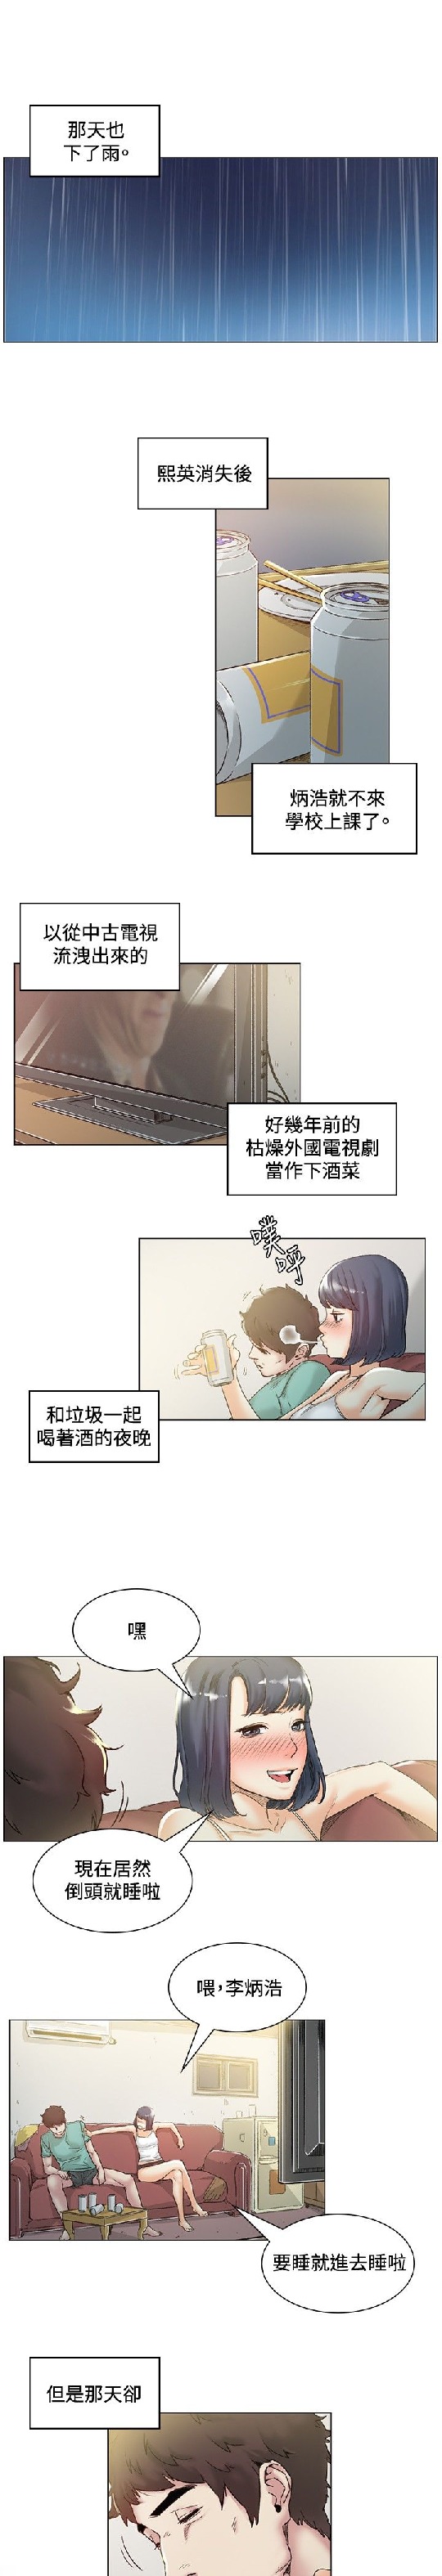 那天也
下了雨。
熙英消失後
炳浩就不來
學校上課了。
以從中古電視
流洩出來的
好幾年前的
枯燥外國電視劇
當作下酒菜
噗
呼
和垃圾一起
喝著酒的夜晚
嘿
現在居然
倒頭就睡啦
喂，李炳浩
要睡就進去睡啦
但是那天卻